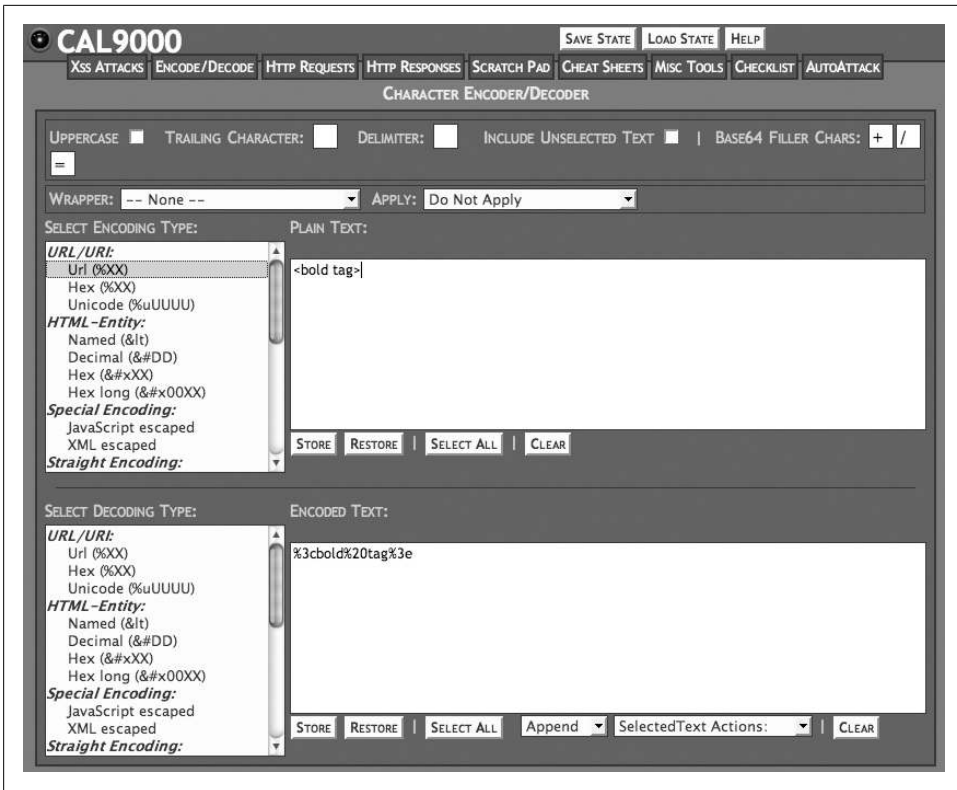 CAL9000
SAVE STATE LOAD STATE HELP
XSS ATTACKS ENCODE/DECODE HTTP REQUESTS HTTP RESPONSES SCRATCH PAD CHEAT SHEETS MISC TOOLS CHECKLIST AUTOATTACK
CHARACTER ENCODER/DECODER
UPPERCASE TRAILING CHARACTER: DELIMITER: INCLUDE UNSELECTED TEXT | BASE64 FILLER CHARS: + /
=
WRAPPER: -- None -- APPLY: Do Not Apply
SELECT ENCODING TYPE: PLAIN TEXT:
URL/URI:
Url (%XX)
Hex (%XX)
Unicode (%uUUUU)
HTML-Entity:
Named (&lt)
Decimal (&#DD)
Hex (&#xXX)
Hex long (&#x00XX)
Special Encoding:
JavaScript escaped
XML escaped
Straight Encoding:
<bold tag>
STORE RESTORE | SELECT ALL | CLEAR
SELECT DECODING TYPE: ENCODED TEXT:
URL/URI:
Url (%XX)
Hex (%XX)
Unicode (%uUUUU)
HTML-Entity:
Named (&lt)
Decimal (&#DD)
Hex (&#xXX)
Hex long (&#x00XX)
Special Encoding:
JavaScript escaped
XML escaped
Straight Encoding:
%3cbold%20tag%3e
STORE RESTORE | SELECT ALL Append SelectedText Actions: | CLEAR